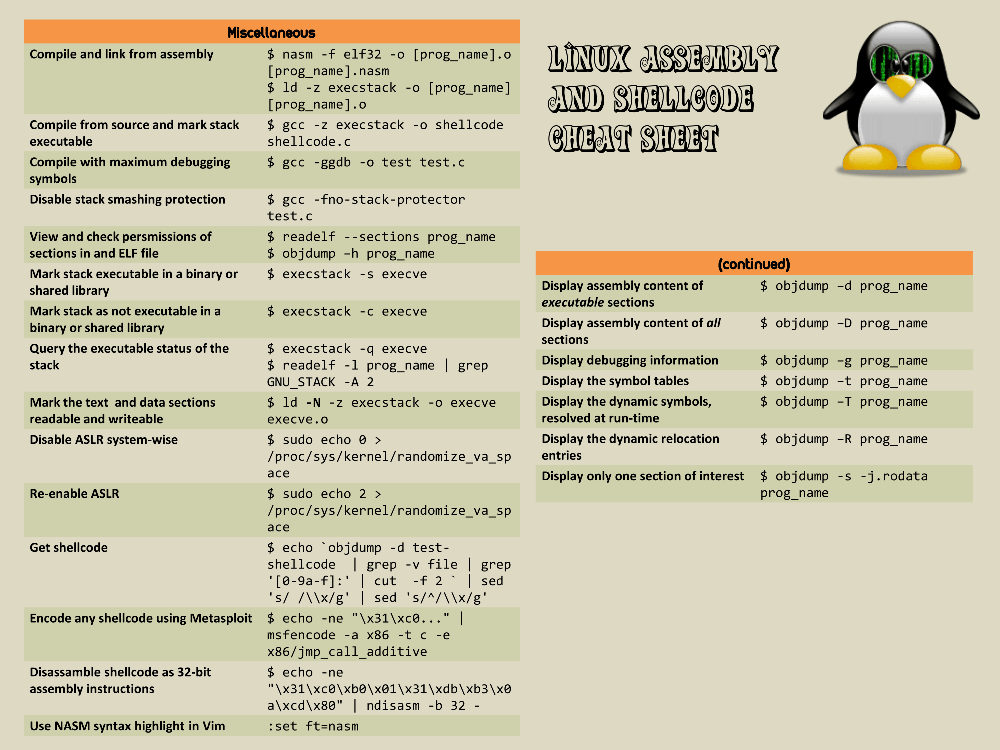 Miscellaneous
Compile and link from assembly
$ nasm -f elf32 -o [prog_name].o
[prog_name].nasm
$ ld -z execstack -o [prog_name]
[prog_name].o
Compile from source and mark stack
executable
$ gcc -z execstack -o shellcode
shellcode.c
Compile with maximum debugging
symbols
$ gcc -ggdb -o test test.c
Disable stack smashing protection
$ gcc -fno-stack-protector
test.c
View and check persmissions of
sections in and ELF file
$ readelf --sections prog_name
$ objdump –h prog_name
Mark stack executable in a binary or
shared library
$ execstack -s execve
Mark stack as not executable in a
binary or shared library
$ execstack -c execve
Query the executable status of the
stack
$ execstack -q execve
$ readelf -l prog_name | grep
GNU_STACK -A 2
Mark the text  and data sections
readable and writeable
$ ld -N -z execstack -o execve
execve.o
Disable ASLR system-wise
$ sudo echo 0 >
/proc/sys/kernel/randomize_va_sp
ace
Re-enable ASLR
$ sudo echo 2 >
/proc/sys/kernel/randomize_va_sp
ace
Get shellcode
$ echo `objdump -d test-
shellcode  | grep -v file | grep
'[0-9a-f]:' | cut  -f 2 ` | sed
's/ /\\x/g' | sed 's/^/\\x/g'
Encode any shellcode using Metasploit
$ echo -ne "\x31\xc0..." |
msfencode -a x86 -t c -e
x86/jmp_call_additive
Disassamble shellcode as 32-bit
assembly instructions
$ echo -ne
"\x31\xc0\xb0\x01\x31\xdb\xb3\x0
a\xcd\x80" | ndisasm -b 32 -
Use NASM syntax highlight in Vim
:set ft=nasm
LINUX ASSEMBLY
AND SHELLCODE
CHEAT SHEET
(continued)
Display assembly content of
executable sections
$ objdump –d prog_name
Display assembly content of all
sections
$ objdump –D prog_name
Display debugging information
$ objdump –g prog_name
Display the symbol tables
$ objdump –t prog_name
Display the dynamic symbols,
resolved at run-time
$ objdump –T prog_name
Display the dynamic relocation
entries
$ objdump –R prog_name
Display only one section of interest
$ objdump -s -j.rodata
prog_name